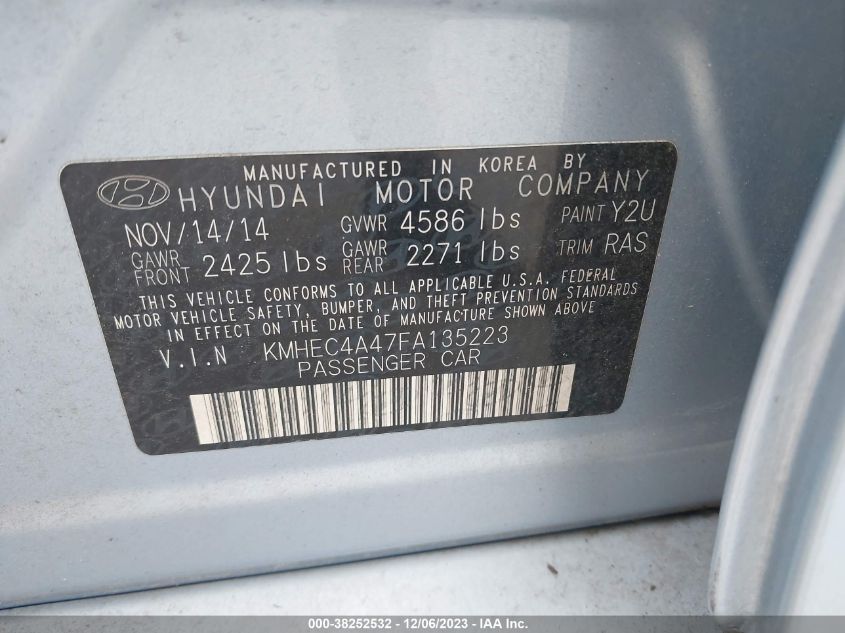 MANUFACTURED IN KOREA BY
HYUNDAI MOTOR COMPANY
NOV/14/14 GVWR 4586 lbs PAINT Y2U
GAWR FRONT 2425 lbs GAWR REAR 2271 lbs TRIM RAS
THIS VEHICLE CONFORMS TO ALL APPLICABLE U.S.A. FEDERAL
MOTOR VEHICLE SAFETY, BUMPER, AND THEFT PREVENTION STANDARDS
IN EFFECT ON THE DATE OF MANUFACTURE SHOWN ABOVE
V.I.N KMHEC4A47FA135223
PASSENGER CAR
000-38252532 - 12/06/2023 - IAA Inc.